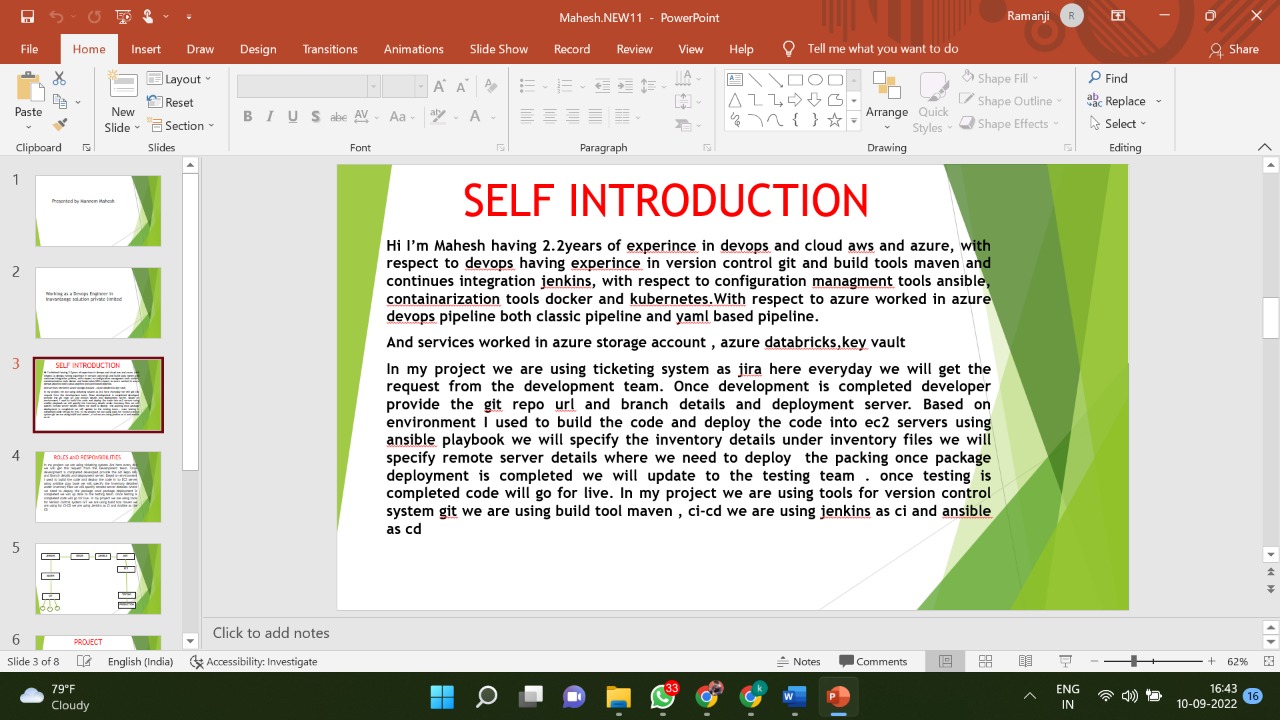 Mahesh.NEW11 - PowerPoint
Ramanji
R
File Home Insert Draw Design Transitions Animations Slide Show Record Review View Help Tell me what you want to do Share
Paste
Clipboard
New Slide
Layout
Reset
Section
Slides
B I U S abc AV Aa A
Font
Paragraph
Arrange
Quick Styles
Shape Fill
Shape Outline
Shape Effects
Drawing
Find
Replace
Select
Editing
1
Presented by Mannem Mahesh
2
Working as a Devops Engineer in
inavonlenge solution private limited
3
SELF INTRODUCTION
4
ROLES AND RESPONSIBILITIES
5
6
PROJECT
SELF INTRODUCTION
Hi I’m Mahesh having 2.2years of experince in devops and cloud aws and azure, with
respect to devops having experince in version control git and build tools maven and
continues integration jenkins, with respect to configuration managment tools ansible,
containarization tools docker and kubernetes.With respect to azure worked in azure
devops pipeline both classic pipeline and yaml based pipeline.
And services worked in azure storage account , azure databricks,key vault
In my project we are using ticketing system as jira here everyday we will get the
request from the development team. Once development is completed developer
provide the git repo url and branch details and deployment server. Based on
environment I used to build the code and deploy the code into ec2 servers using
ansible playbook we will specify the inventory details under inventory files we will
specify remote server details where we need to deploy the packing once package
deployment is completed we will update to the testing team . once testing is
completed code will go for live. In my project we are using tools for version control
system git we are using build tool maven , ci-cd we are using jenkins as ci and ansible
as cd
Click to add notes
Slide 3 of 8 English (India) Accessibility: Investigate Notes Comments 62%
79°F
Cloudy
33
ENG
IN
16:43
10-09-2022
16